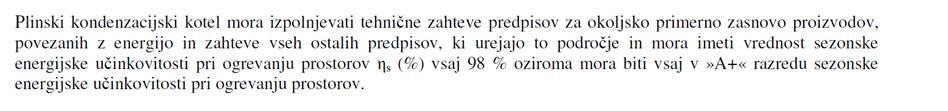 Plinski kondenzacijski kotel mora izpolnjevati tehnične zahteve predpisov za okoljsko primerno zasnovo proizvodov,
povezanih z energijo in zahteve vseh ostalih predpisov, ki urejajo to področje in mora imeti vrednost sezonske
energijske učinkovitosti pri ogrevanju prostorov ηs (%) vsaj 98 % oziroma mora biti vsaj v »A+« razredu sezonske
energijske učinkovitosti pri ogrevanju prostorov.